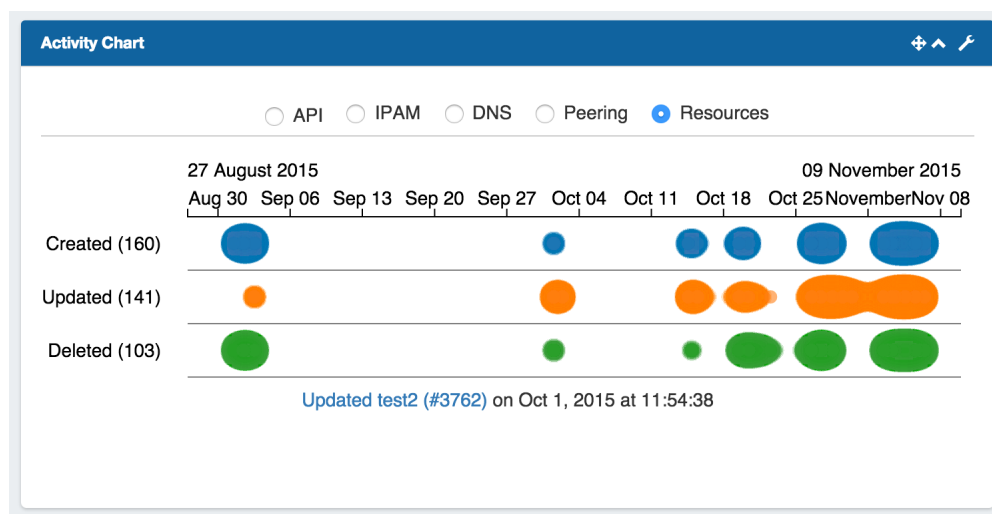 Activity Chart
API IPAM DNS Peering Resources
27 August 2015 09 November 2015
Aug 30 Sep 06 Sep 13 Sep 20 Sep 27 Oct 04 Oct 11 Oct 18 Oct 25 November Nov 08
Created (160)
Updated (141)
Deleted (103)
Updated test2 (#3762) on Oct 1, 2015 at 11:54:38